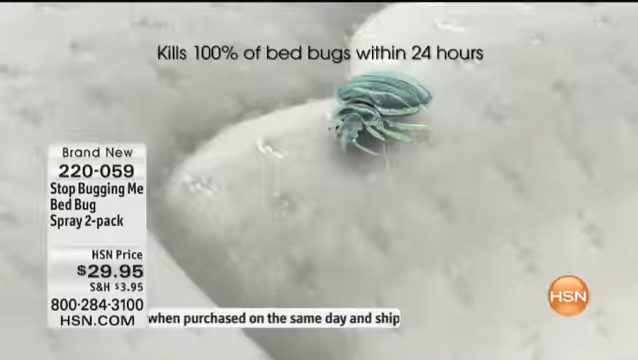 Kills 100% of bed bugs within 24 hours
Brand New
220-059
Stop Bugging Me
Bed Bug
Spray 2-pack
HSN Price
$29.95
S&H $3.95
800-284-3100
HSN.COM
when purchased on the same day and ship
HSN